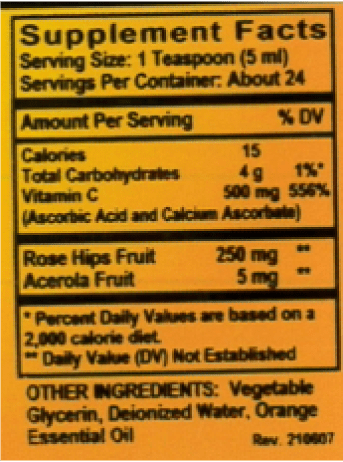 Supplement Facts
Serving Size: 1 Teaspoon (5 ml)
Servings Per Container: About 24
Amount Per Serving % DV
Calories 15
Total Carbohydrates 4 g 1%*
Vitamin C 500 mg 556%
(Ascorbic Acid and Calcium Ascorbate)
Rose Hips Fruit 250 mg **
Acerola Fruit 5 mg **
* Percent Daily Values are based on a
2,000 calorie diet.
** Daily Value (DV) Not Established
OTHER INGREDIENTS: Vegetable
Glycerin, Deionized Water, Orange
Essential Oil
Rev. 210607